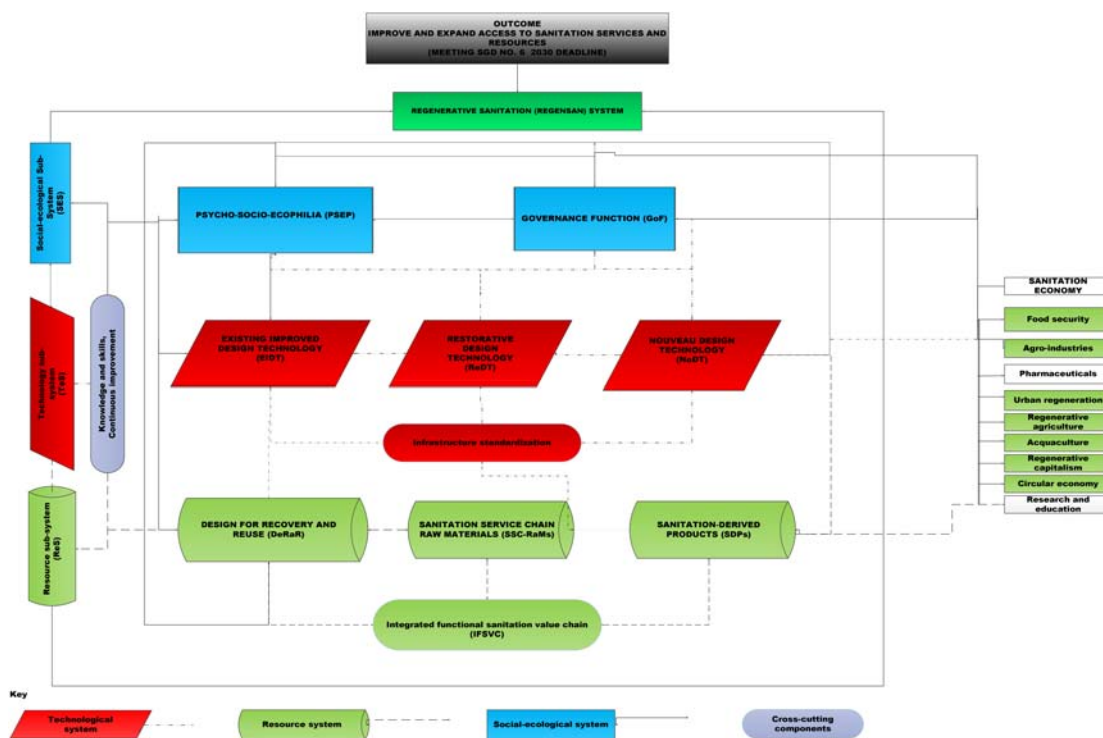 OUTCOME
IMPROVE AND EXPAND ACCESS TO SANITATION SERVICES AND
RESOURCES
(MEETING SGD NO. 6 2030 DEADLINE)
REGENERATIVE SANITATION (REGENSAN) SYSTEM
Social-ecological Sub-
System
(SES)
PSYCHO-SOCIO-ECOPHILIA (PSEP)
GOVERNANCE FUNCTION (GoF)
Technology sub-
system
(TeS)
Knowledge and skills,
Continuous improvement
EXISTING IMPROVED
DESIGN TECHNOLOGY
(EIDT)
RESTORATIVE
DESIGN
TECHNOLOGY
(ReDT)
NOUVEAU DESIGN
TECHNOLOGY
(NoDT)
Infrastructure standardization
Resource sub-system
(ReS)
DESIGN FOR RECOVERY AND
REUSE (DeRaR)
SANITATION SERVICE CHAIN
RAW MATERIALS (SSC-RaMs)
SANITATION-DERIVED
PRODUCTS (SDPs)
Integrated functional sanitation value chain
(IFSVC)
SANITATION
ECONOMY
Food security
Agro-industries
Pharmaceuticals
Urban regeneration
Regenerative
agriculture
Acquaculture
Regenerative
capitalism
Circular economy
Research and
education
Key
Technological
system
Resource system
Social-ecological system
Cross-cutting
components